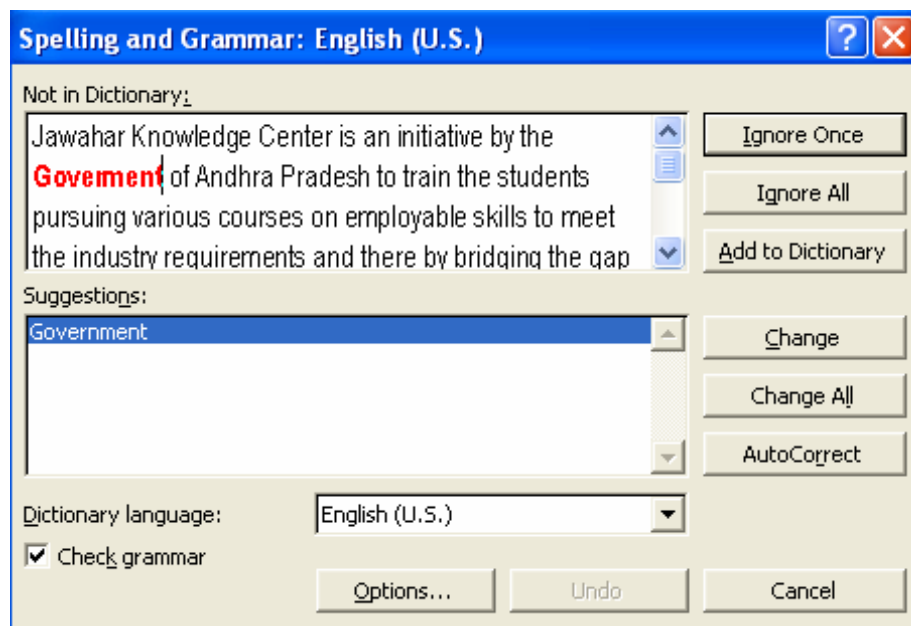 Spelling and Grammar: English (U.S.)
Not in Dictionary:
Jawahar Knowledge Center is an initiative by the
Goverment of Andhra Pradesh to train the students
pursuing various courses on employable skills to meet
the industry requirements and there by bridging the gap
Ignore Once
Ignore All
Add to Dictionary
Suggestions:
Government
Change
Change All
AutoCorrect
Dictionary language:
English (U.S.)
Check grammar
Options...
Undo
Cancel